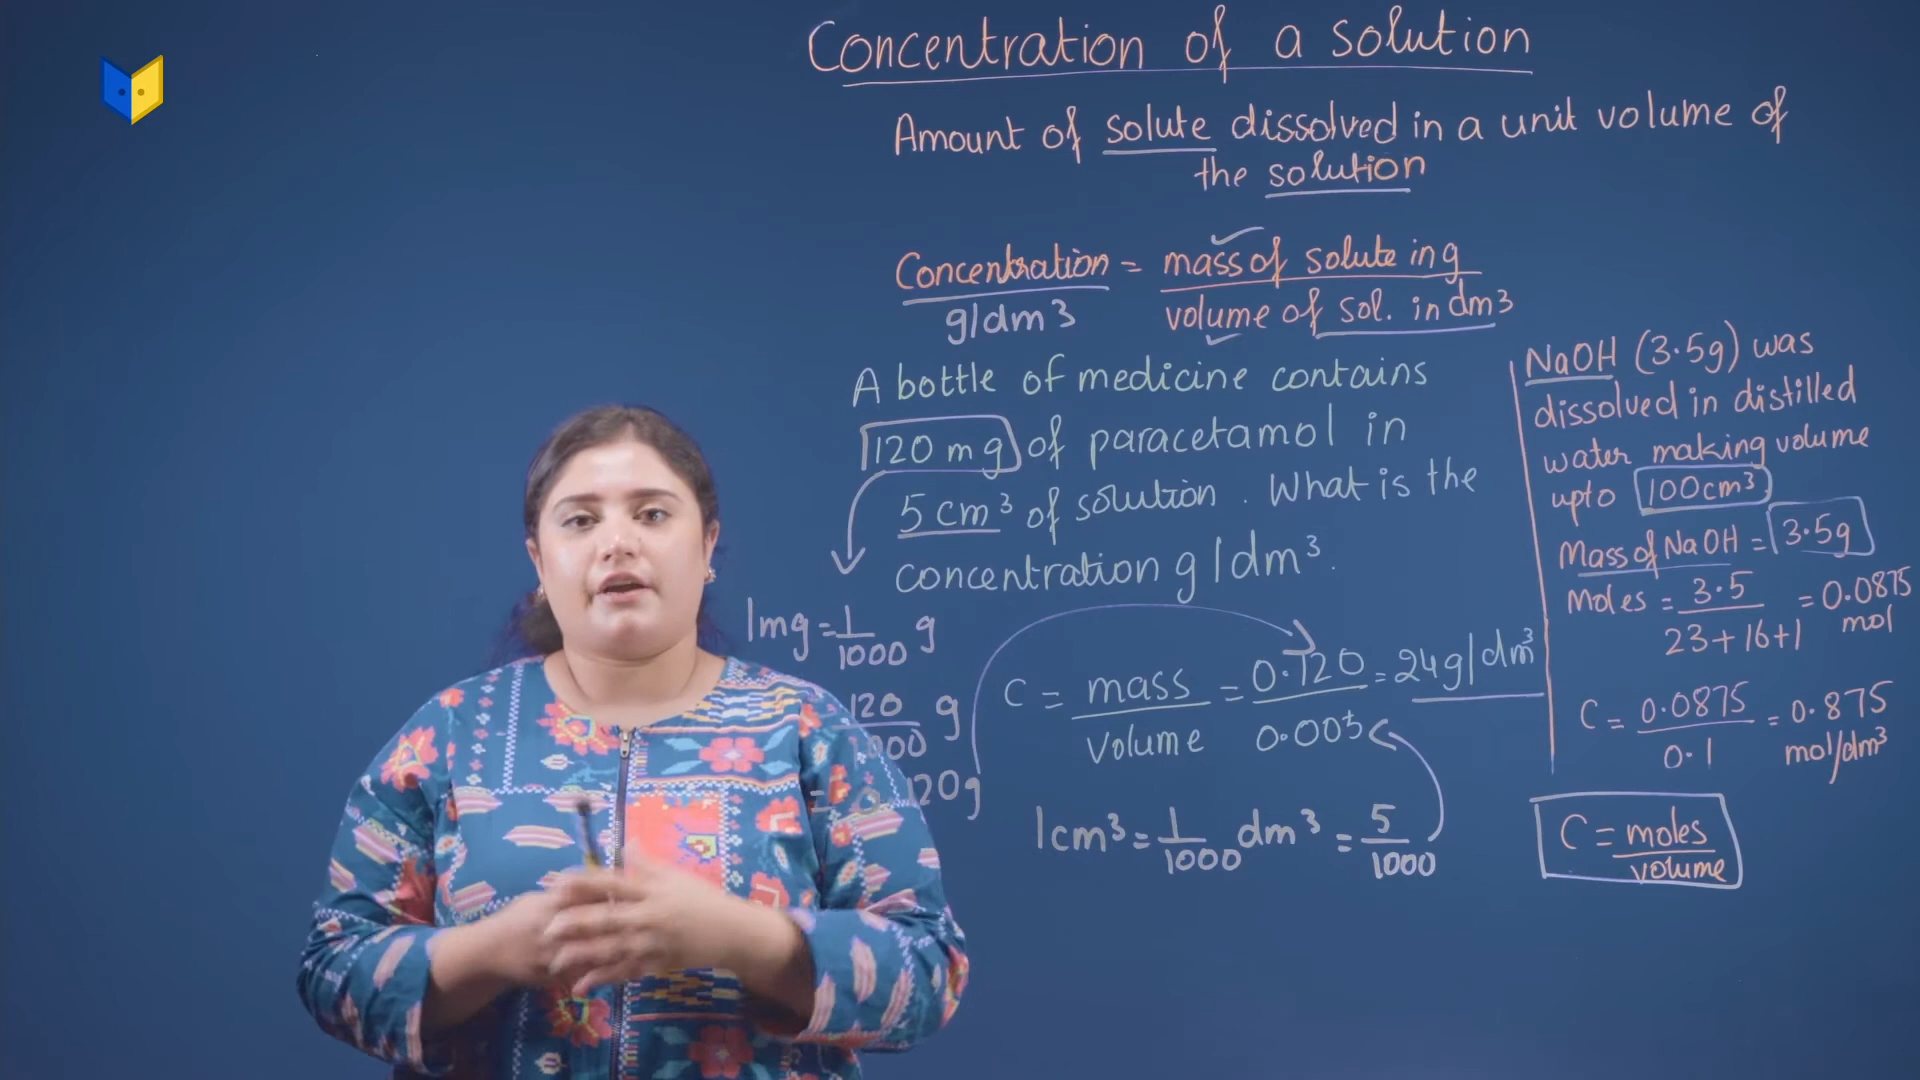 Concentration of a solution
Amount of solute dissolved in a unit volume of
the solution
Concentration = mass of solute in g
g/dm3 volume of sol. in dm3
A bottle of medicine contains
120 mg of paracetamol in
5 cm³ of solution. What is the
concentration g/dm³.
1mg = 1/1000 g
120 g
= 0.120g
C = mass/volume = 0.120/0.005 = 24g/dm³
1cm³ = 1/1000 dm³ = 5/1000
NaOH (3.5g) was
dissolved in distilled
water making volume
upto 100cm³
Mass of NaOH = 3.5g
Moles = 3.5/23+16+1 = 0.0875 mol
C = 0.0875/0.1 = 0.875 mol/dm³
C = moles/volume